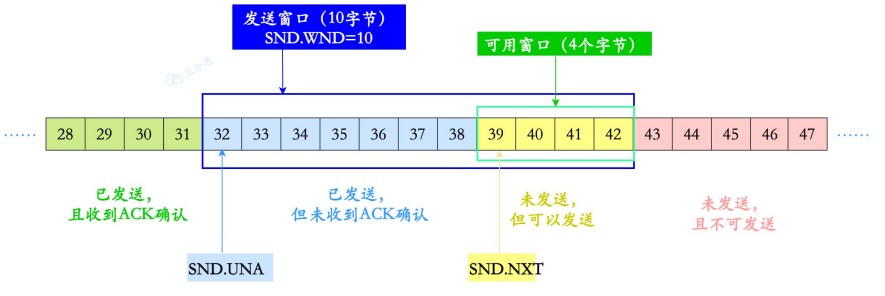 发送窗口（10字节）
SND.WND=10
可用窗口（4个字节）
...... 28 29 30 31 32 33 34 35 36 37 38 39 40 41 42 43 44 45 46 47 ......
已发送，
且收到ACK确认
已发送，
但未收到ACK确认
未发送，
但可以发送
未发送，
且不可发送
SND.UNA
SND.NXT